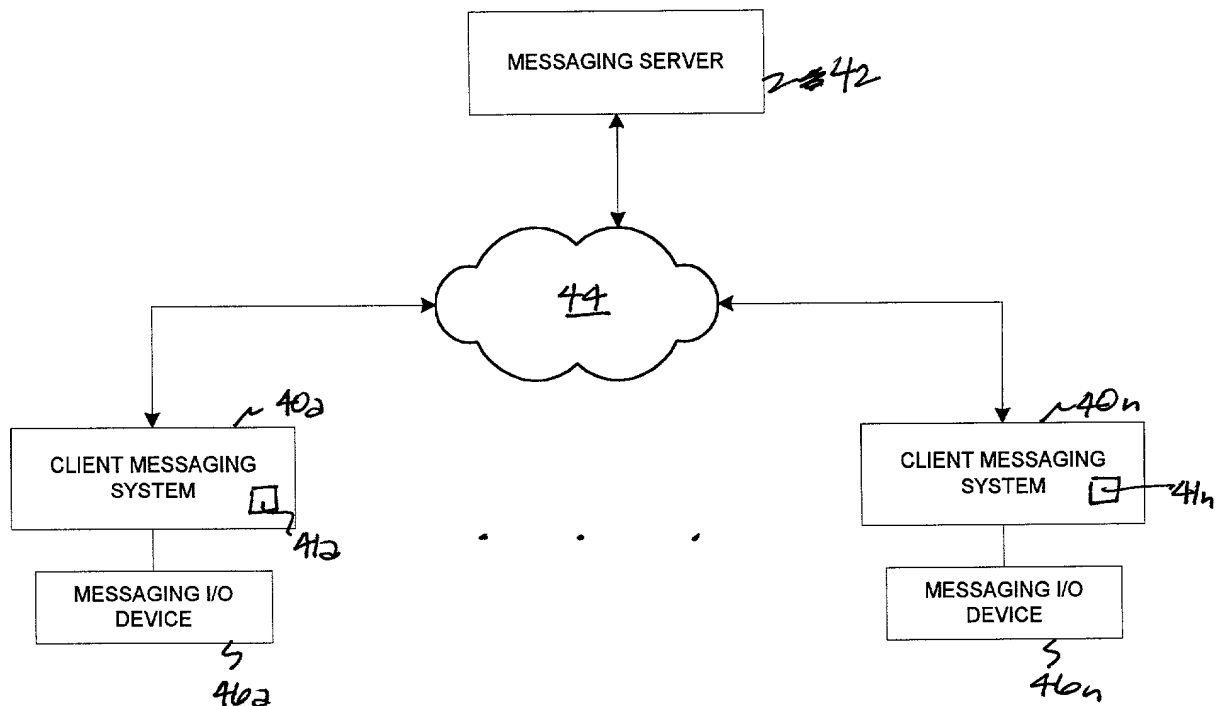 MESSAGING SERVER
42
44
40a
40n
CLIENT MESSAGING
SYSTEM
CLIENT MESSAGING
SYSTEM
41a
41n
MESSAGING I/O
DEVICE
MESSAGING I/O
DEVICE
46a
46n